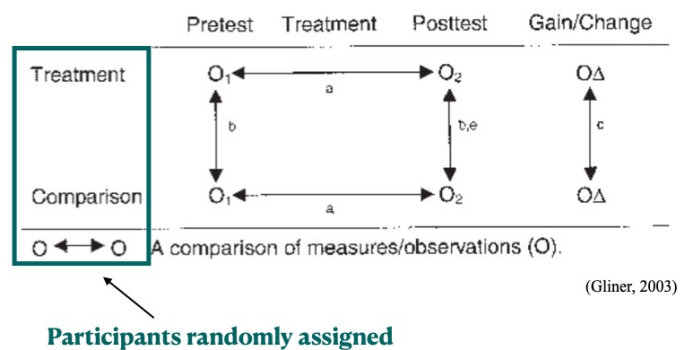 Pretest Treatment Posttest Gain/Change
Treatment O₁ a O₂ OΔ
b b,e c
Comparison O₁ a O₂ OΔ
O O A comparison of measures/observations (O).
(Gliner, 2003)
Participants randomly assigned